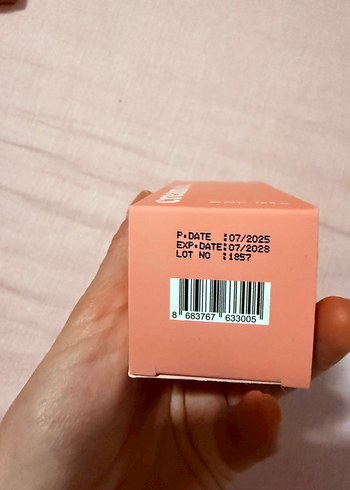 P.DATE :07/2025
EXP.DATE:07/2028
LOT NO :1857
8 683767 633005